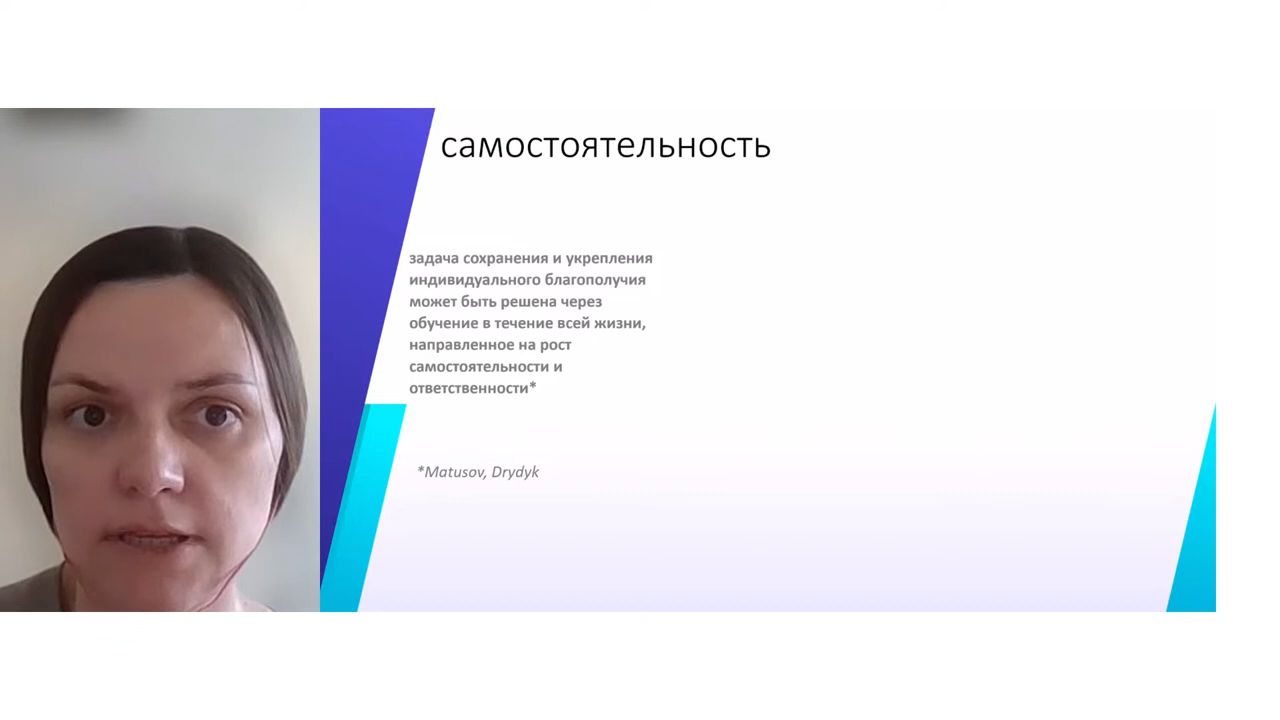 самостоятельность
задача сохранения и укрепления
индивидуального благополучия
может быть решена через
обучение в течение всей жизни,
направленное на рост
самостоятельности и
ответственности*
*Matusov, Drydyk